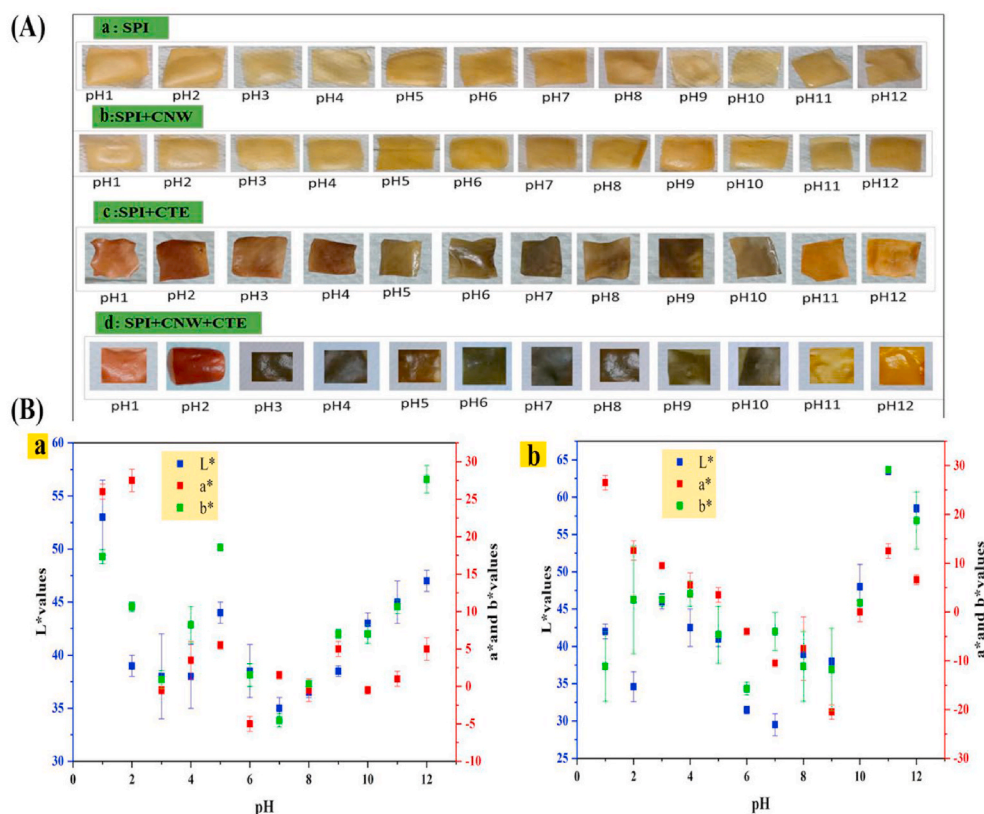 (A)
a : SPI
pH1 pH2 pH3 pH4 pH5 pH6 pH7 pH8 pH9 pH10 pH11 pH12
b:SPI+CNW
pH1 pH2 pH3 pH4 pH5 pH6 pH7 pH8 pH9 pH10 pH11 pH12
c:SPI+CTE
pH1 pH2 pH3 pH4 pH5 pH6 pH7 pH8 pH9 pH10 pH11 pH12
d: SPI+CNW+CTE
pH1 pH2 pH3 pH4 pH5 pH6 pH7 pH8 pH9 pH10 pH11 pH12
(B)
a
L*
a*
b*
L*values
60
55
50
45
40
35
30
0 2 4 6 8 10 12
pH
30
25
20
15
10
5
0
-5
-10
a*and b*values
b
L*
a*
b*
L*values
65
60
55
50
45
40
35
30
25
0 2 4 6 8 10 12
pH
30
20
10
0
-10
-20
-30
a*and b*values